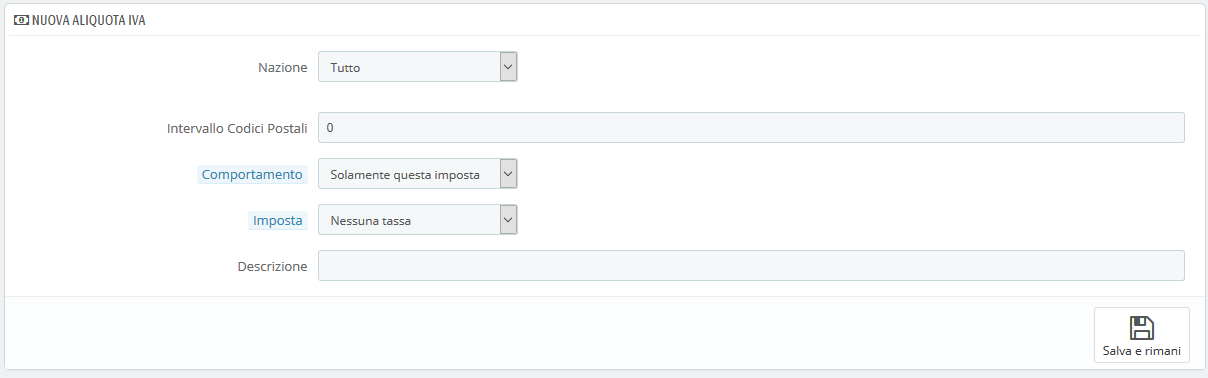 NUOVA ALIQUOTA IVA
Nazione Tutto
Intervallo Codici Postali 0
Comportamento Solamente questa imposta
Imposta Nessuna tassa
Descrizione
Salva e rimani